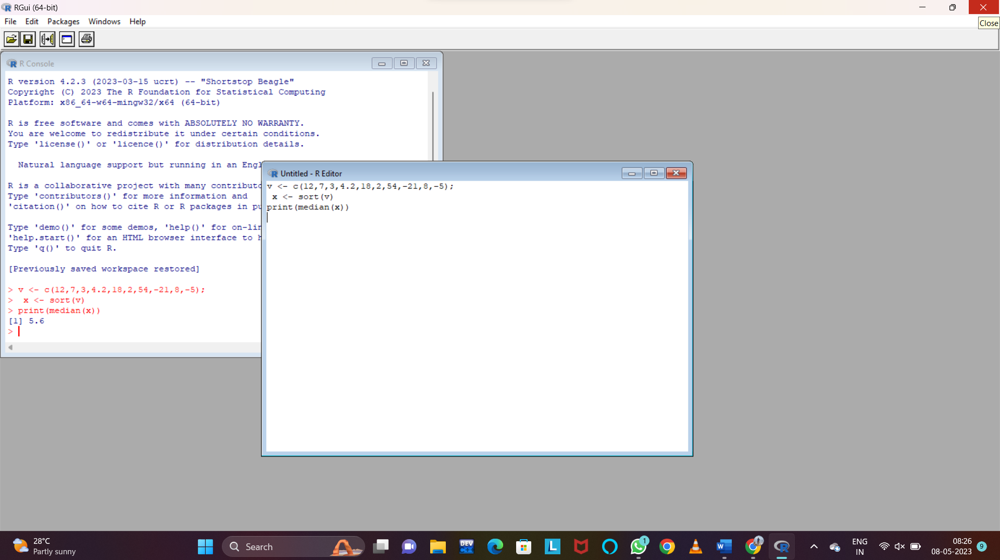 RGui (64-bit)
File Edit Packages Windows Help
Close
R Console
R version 4.2.3 (2023-03-15 ucrt) -- "Shortstop Beagle"
Copyright (C) 2023 The R Foundation for Statistical Computing
Platform: x86_64-w64-mingw32/x64 (64-bit)
R is free software and comes with ABSOLUTELY NO WARRANTY.
You are welcome to redistribute it under certain conditions.
Type 'license()' or 'licence()' for distribution details.
Natural language support but running in an Engl
R is a collaborative project with many contributo
Type 'contributors()' for more information and
'citation()' on how to cite R or R packages in pu
Type 'demo()' for some demos, 'help()' for on-lin
'help.start()' for an HTML browser interface to h
Type 'q()' to quit R.
[Previously saved workspace restored]
> v <- c(12,7,3,4.2,18,2,54,-21,8,-5);
>  x <- sort(v)
> print(median(x))
[1] 5.6
>
Untitled - R Editor
v <- c(12,7,3,4.2,18,2,54,-21,8,-5);
 x <- sort(v)
print(median(x))
28°C
Partly sunny
Search
DEV
C++
L
1
W
ENG
IN
08:26
08-05-2023
9